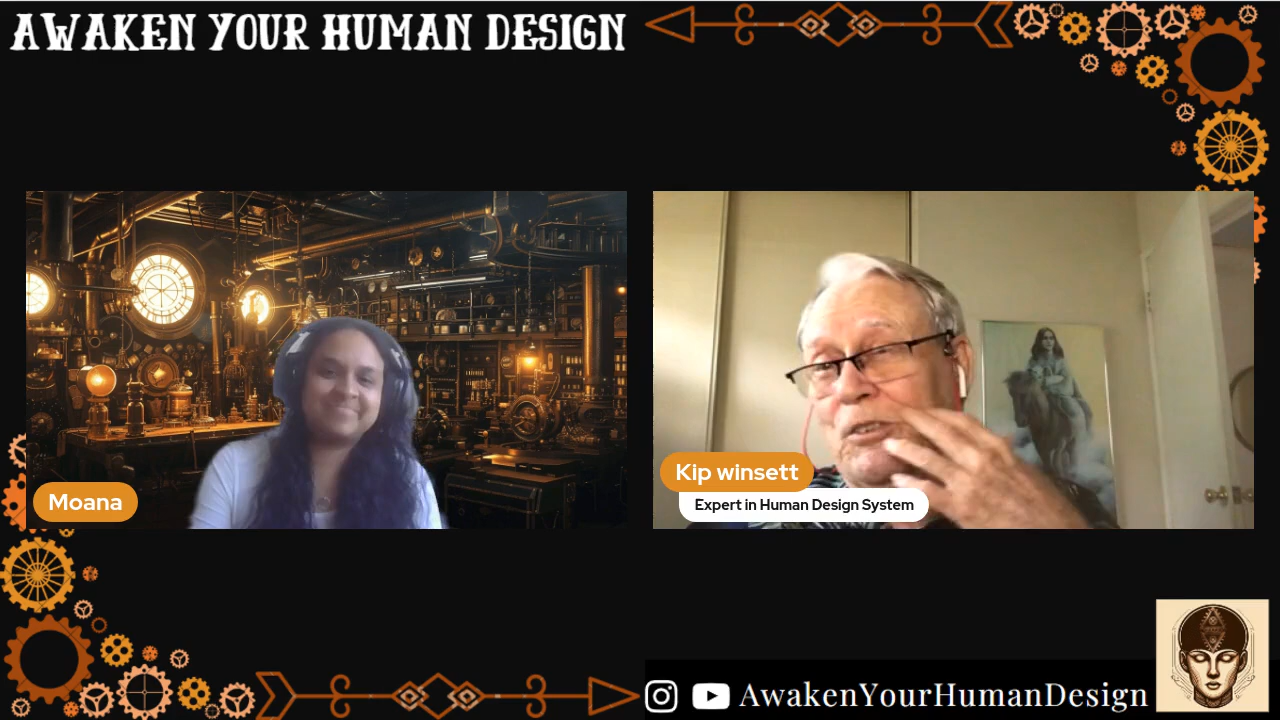 AWAKEN YOUR HUMAN DESIGN
Moana
Kip winsett
Expert in Human Design System
AwakenYourHumanDesign